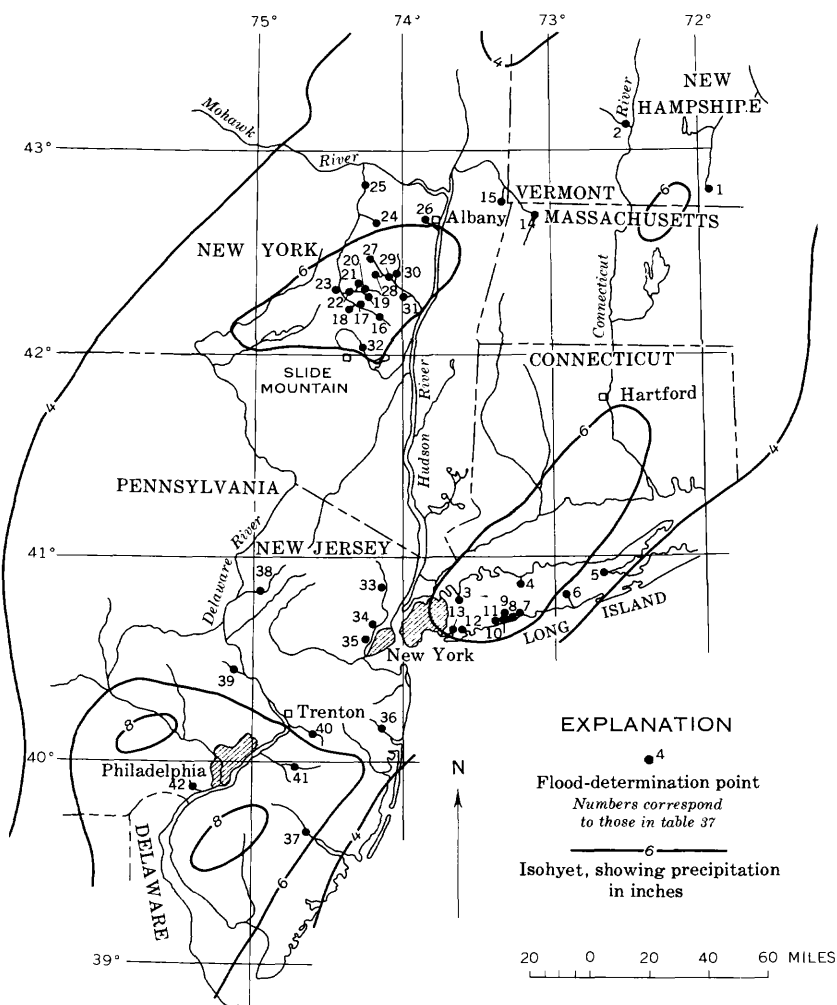 75°
74°
73°
72°
4
NEW
HAMPSHIRE
River
Mohawk
2
43°
River
6
1
25
15
VERMONT
26
Albany
14
MASSACHUSETTS
24
NEW YORK
27
6
20
29
30
21
23
28
22
19
31
18
17
16
Connecticut
32
42°
CONNECTICUT
SLIDE
MOUNTAIN
River
Hartford
4
6
4
Hudson
PENNSYLVANIA
41°
NEW JERSEY
Delaware River
38
33
4
5
3
6
9
13
11
8
7
34
12
10
LONG ISLAND
35
New York
39
8
Trenton
36
40
EXPLANATION
4
40°
Flood-determination point
Philadelphia
41
N
Numbers correspond
to those in table 37
42
8
37
4
DELAWARE
6
6
Isohyet, showing precipitation
in inches
39°
20 0 20 40 60 MILES